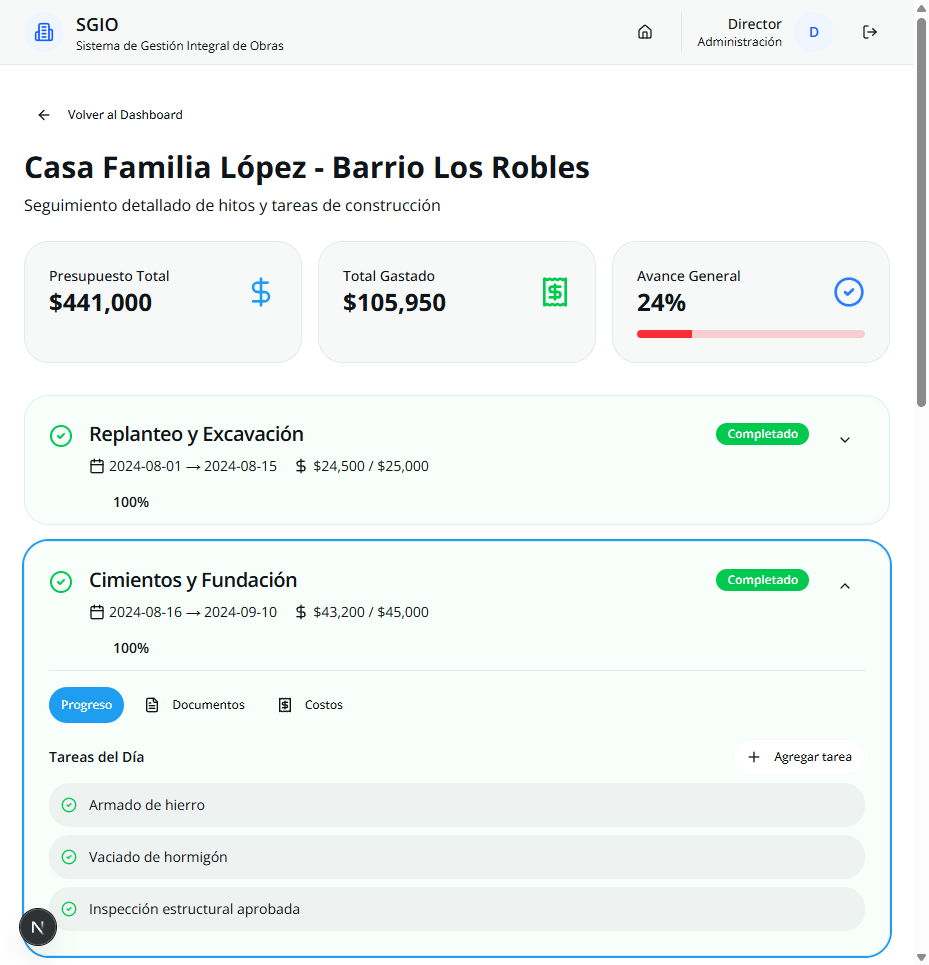 SGIO
Sistema de Gestión Integral de Obras
Director
Administración
D
Volver al Dashboard
Casa Familia López - Barrio Los Robles
Seguimiento detallado de hitos y tareas de construcción
Presupuesto Total
$441,000
Total Gastado
$105,950
Avance General
24%
Replanteo y Excavación
Completado
2024-08-01 → 2024-08-15 $ $24,500 / $25,000
100%
Cimientos y Fundación
Completado
2024-08-16 → 2024-09-10 $ $43,200 / $45,000
100%
Progreso Documentos Costos
Tareas del Día
+ Agregar tarea
Armado de hierro
Vaciado de hormigón
Inspección estructural aprobada
N